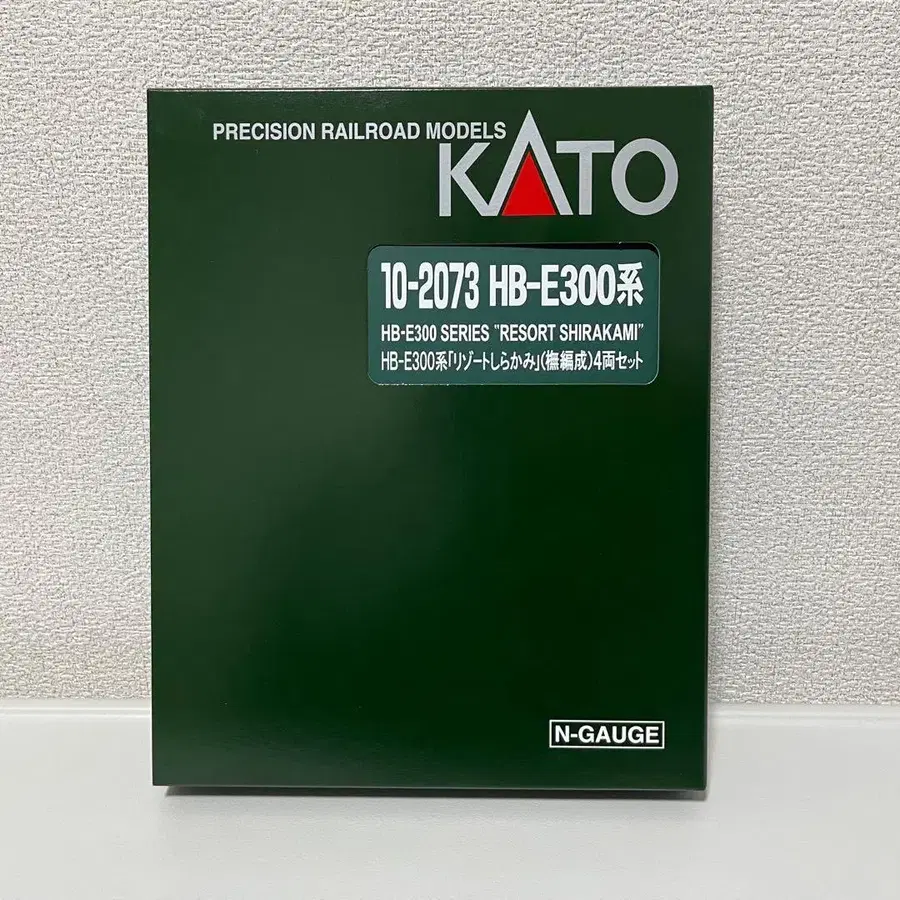 PRECISION RAILROAD MODELS
KATO
10-2073 HB-E300系
HB-E300 SERIES "RESORT SHIRAKAMI"
HB-E300系「リゾートしらかみ」(橅編成)4両セット
N-GAUGE